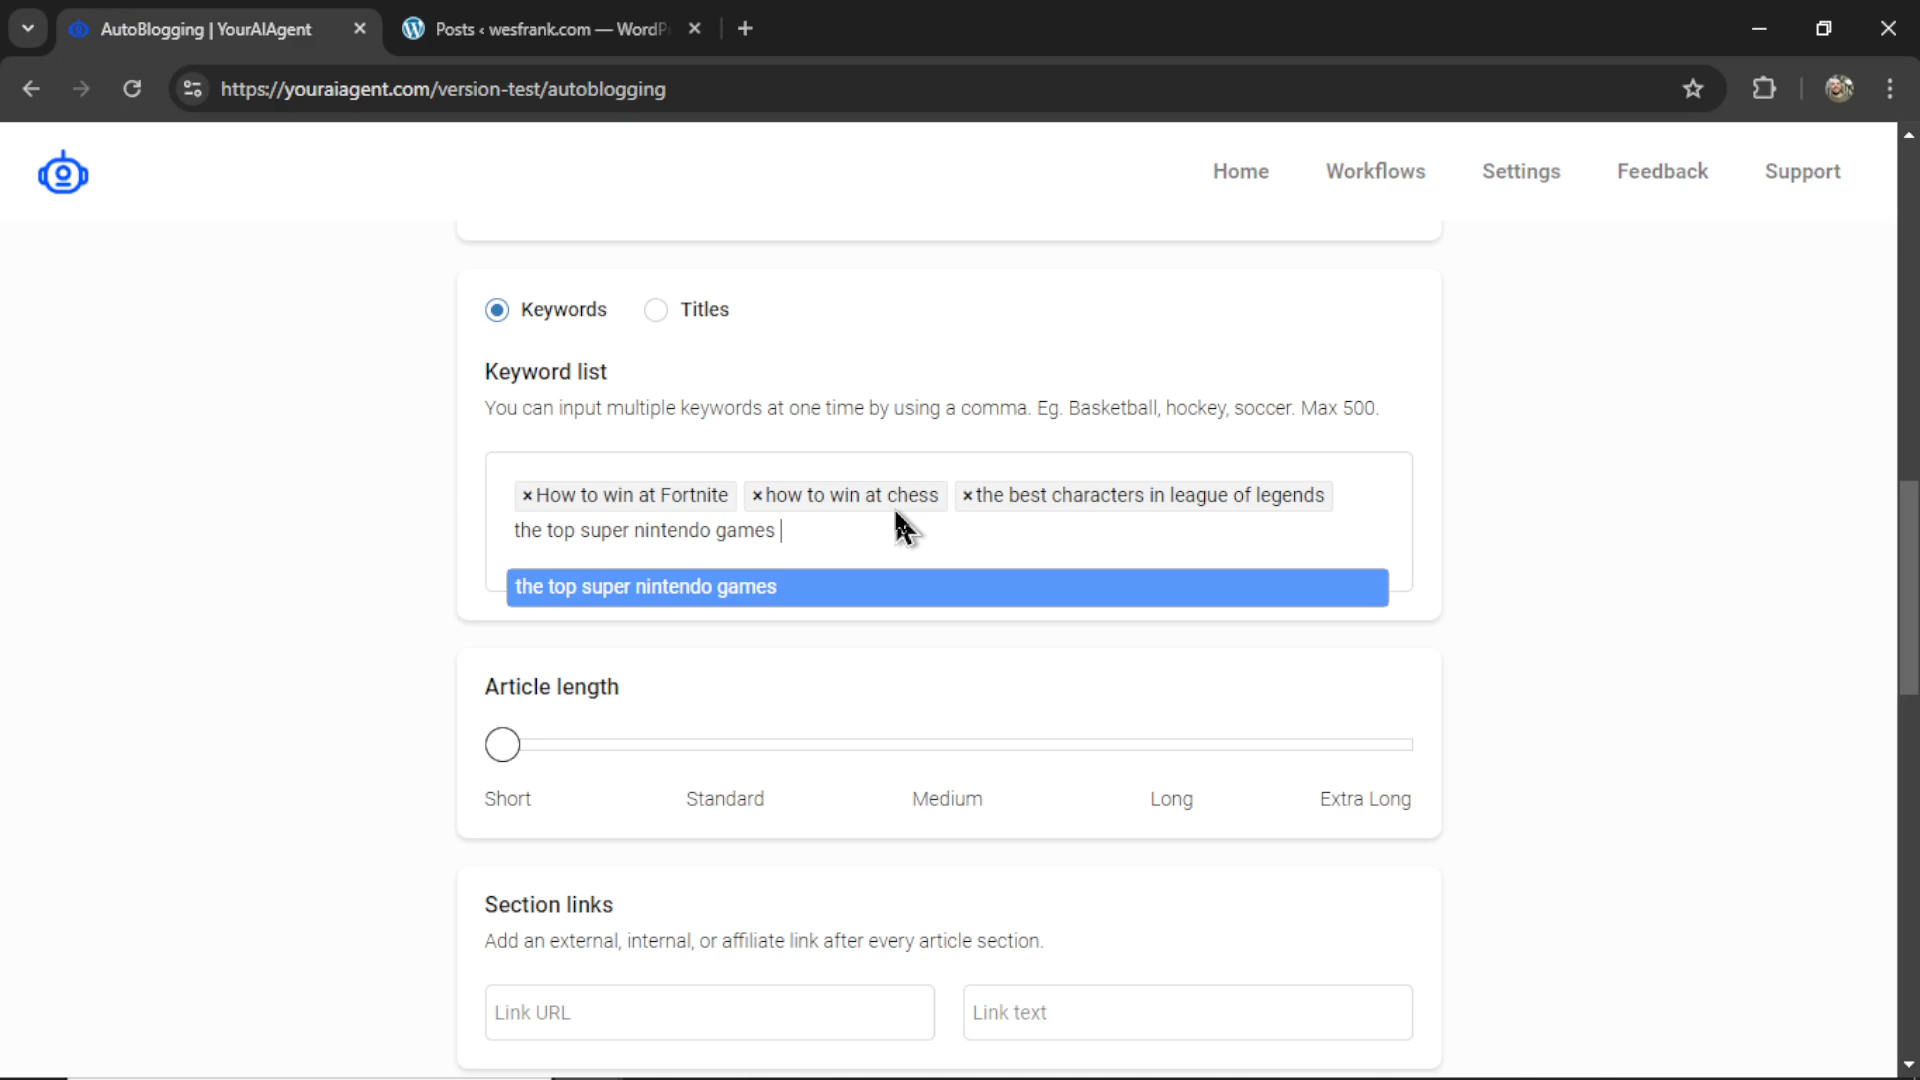 AutoBlogging | YourAIAgent
Posts ‹ wesfrank.com — WordP
https://youraiagent.com/version-test/autoblogging
Home Workflows Settings Feedback Support
Keywords Titles
Keyword list
You can input multiple keywords at one time by using a comma. Eg. Basketball, hockey, soccer. Max 500.
×How to win at Fortnite ×how to win at chess ×the best characters in league of legends
the top super nintendo games
the top super nintendo games
Article length
Short Standard Medium Long Extra Long
Section links
Add an external, internal, or affiliate link after every article section.
Link URL Link text